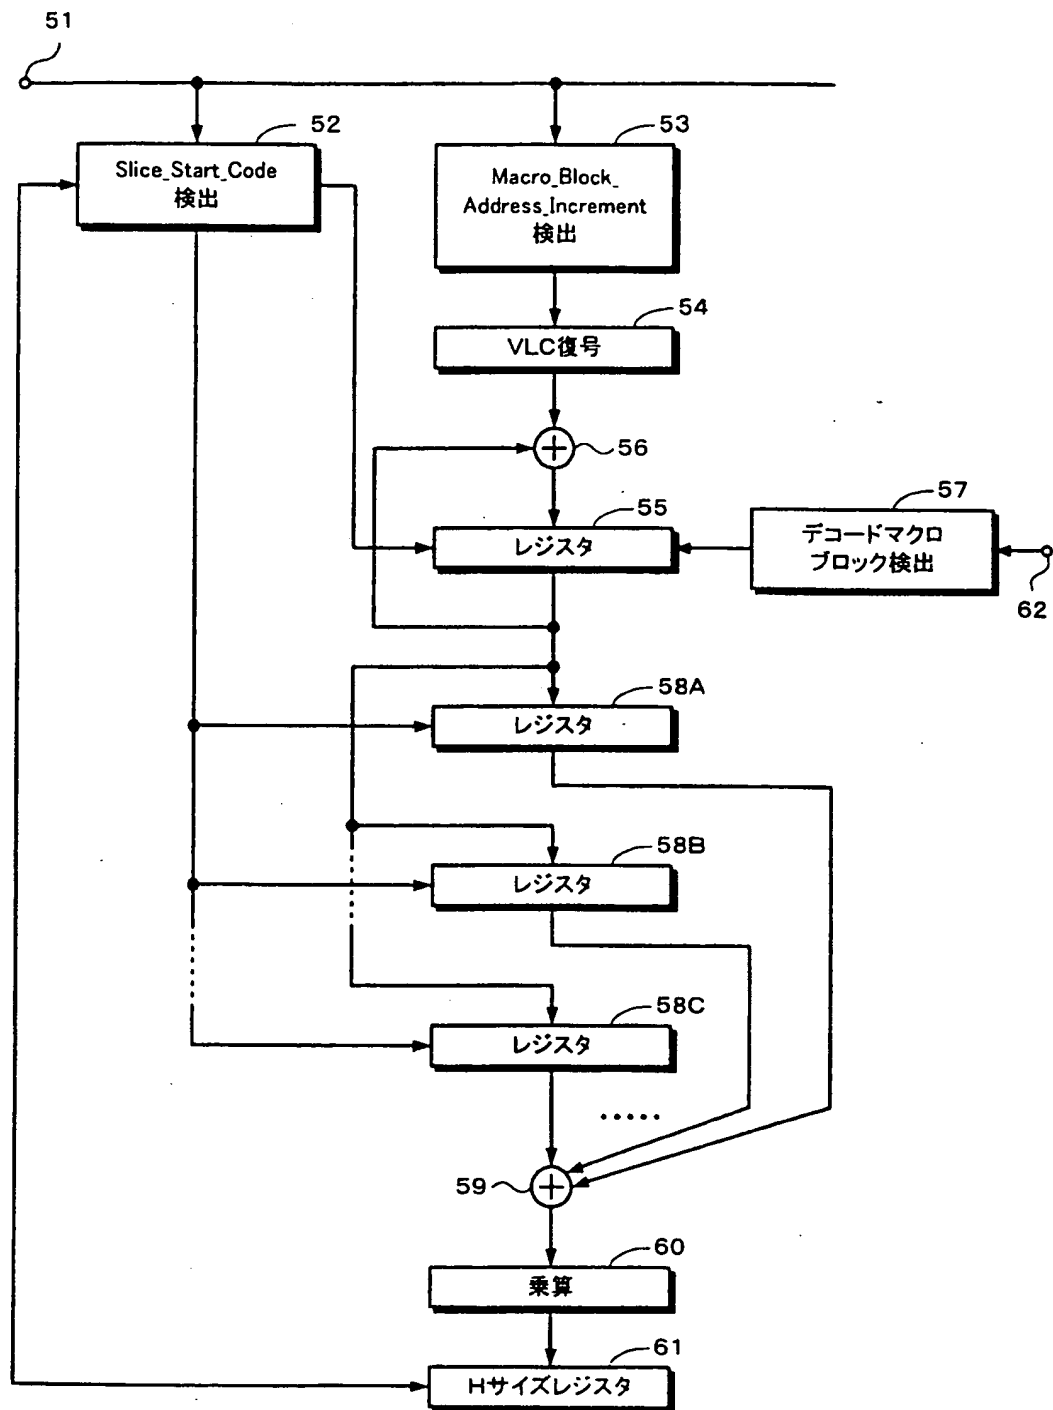 51
52
Slice_Start_Code
検出
53
Macro_Block_
Address_Increment
検出
54
VLC復号
56
55
レジスタ
57
デコードマクロ
ブロック検出
62
58A
レジスタ
58B
レジスタ
58C
レジスタ
59
60
乗算
61
Hサイズレジスタ